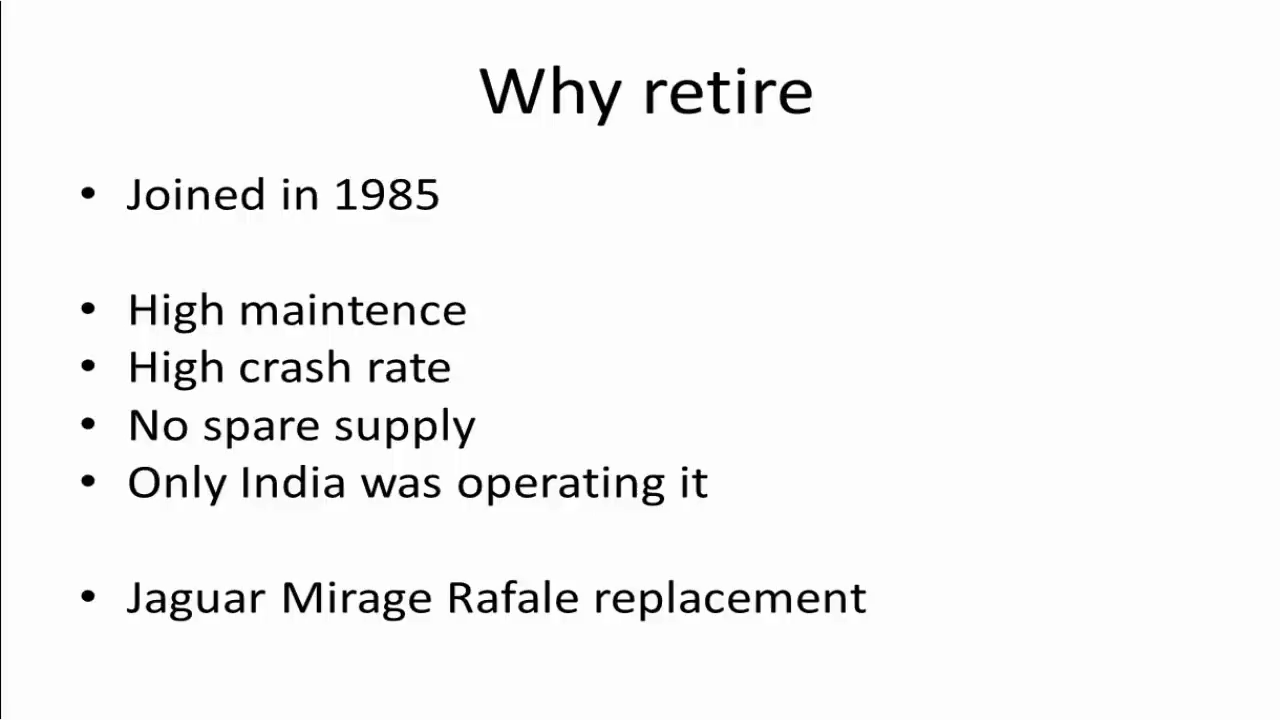 Why retire
• Joined in 1985
• High maintence
• High crash rate
• No spare supply
• Only India was operating it
• Jaguar Mirage Rafale replacement